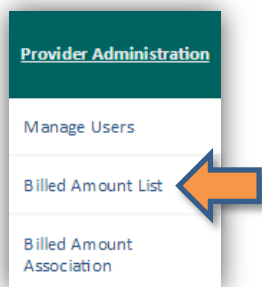 Provider Administration
Manage Users
Billed Amount List
Billed Amount
Association